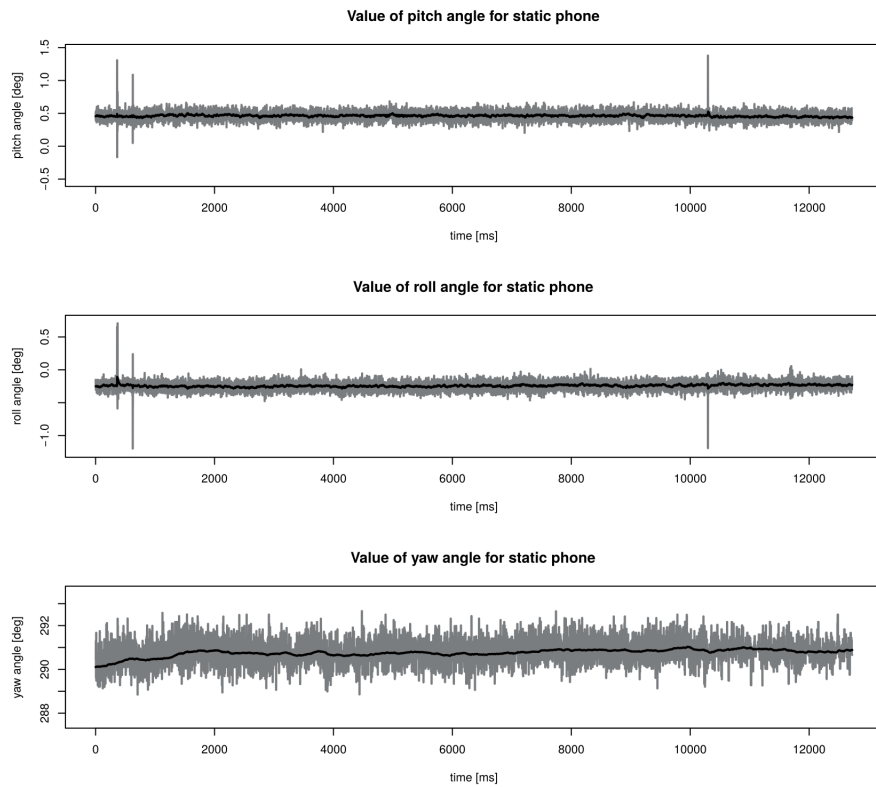 Value of pitch angle for static phone
pitch angle [deg]
1.5
1.0
0.5
0.0
−0.5
0 2000 4000 6000 8000 10000 12000
time [ms]
Value of roll angle for static phone
roll angle [deg]
0.5
0.0
−1.0
0 2000 4000 6000 8000 10000 12000
time [ms]
Value of yaw angle for static phone
yaw angle [deg]
292
290
288
0 2000 4000 6000 8000 10000 12000
time [ms]